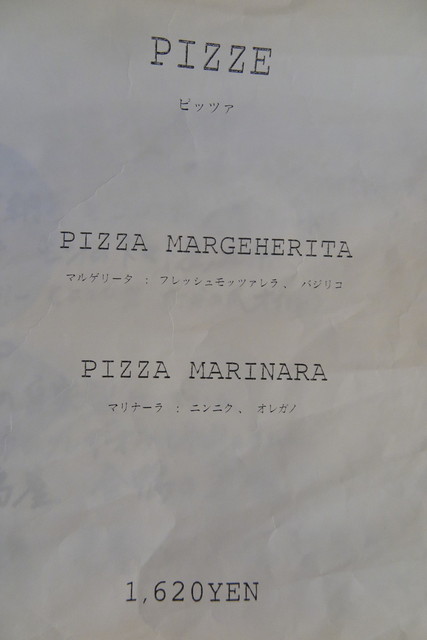 PIZZE
ピッツァ
PIZZA MARGEHERITA
マルゲリータ : フレッシュモッツァレラ、 バジリコ
PIZZA MARINARA
マリナーラ : ニンニク、 オレガノ
1,620YEN